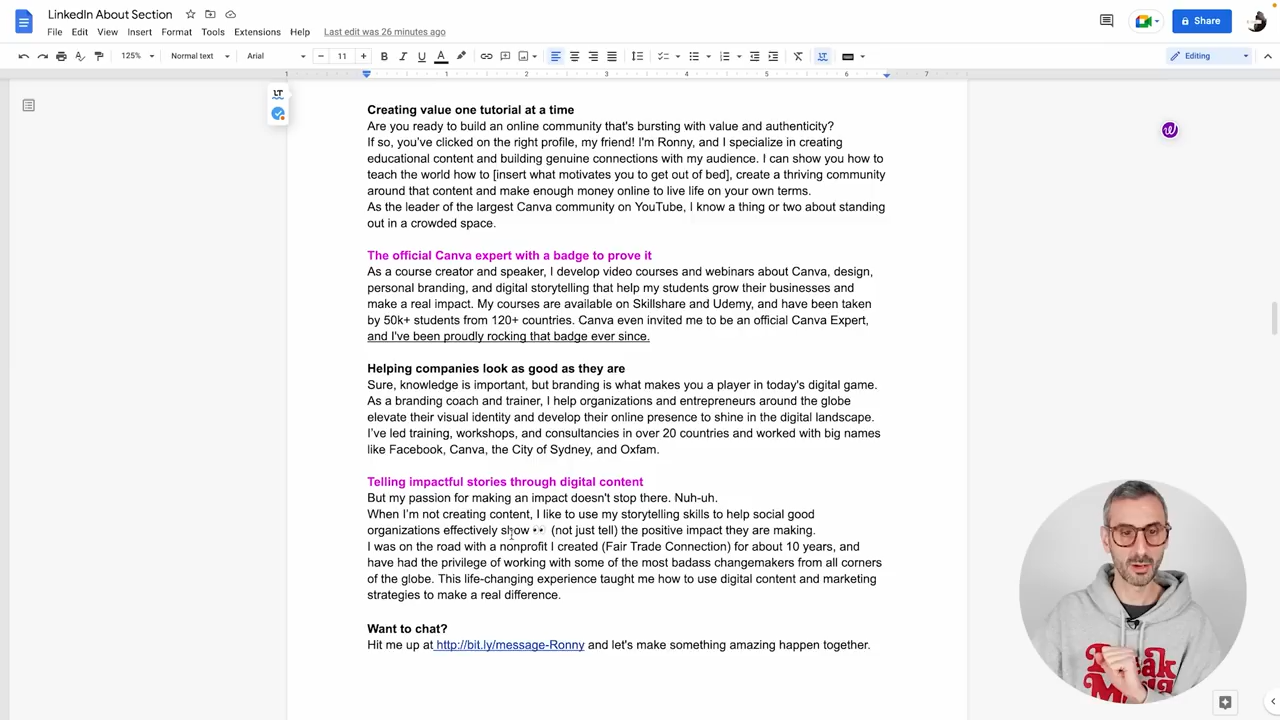 LinkedIn About Section
File Edit View Insert Format Tools Extensions Help Last edit was 26 minutes ago
Share
125% Normal text Arial 11 Editing
1 1 2 3 4 5 6 7
LT
Creating value one tutorial at a time
Are you ready to build an online community that's bursting with value and authenticity?
If so, you've clicked on the right profile, my friend! I'm Ronny, and I specialize in creating
educational content and building genuine connections with my audience. I can show you how to
teach the world how to [insert what motivates you to get out of bed], create a thriving community
around that content and make enough money online to live life on your own terms.
As the leader of the largest Canva community on YouTube, I know a thing or two about standing
out in a crowded space.
The official Canva expert with a badge to prove it
As a course creator and speaker, I develop video courses and webinars about Canva, design,
personal branding, and digital storytelling that help my students grow their businesses and
make a real impact. My courses are available on Skillshare and Udemy, and have been taken
by 50k+ students from 120+ countries. Canva even invited me to be an official Canva Expert,
and I've been proudly rocking that badge ever since.
Helping companies look as good as they are
Sure, knowledge is important, but branding is what makes you a player in today's digital game.
As a branding coach and trainer, I help organizations and entrepreneurs around the globe
elevate their visual identity and develop their online presence to shine in the digital landscape.
I've led training, workshops, and consultancies in over 20 countries and worked with big names
like Facebook, Canva, the City of Sydney, and Oxfam.
Telling impactful stories through digital content
But my passion for making an impact doesn't stop there. Nuh-uh.
When I'm not creating content, I like to use my storytelling skills to help social good
organizations effectively show 👀 (not just tell) the positive impact they are making.
I was on the road with a nonprofit I created (Fair Trade Connection) for about 10 years, and
have had the privilege of working with some of the most badass changemakers from all corners
of the globe. This life-changing experience taught me how to use digital content and marketing
strategies to make a real difference.
Want to chat?
Hit me up at http://bit.ly/message-Ronny and let's make something amazing happen together.